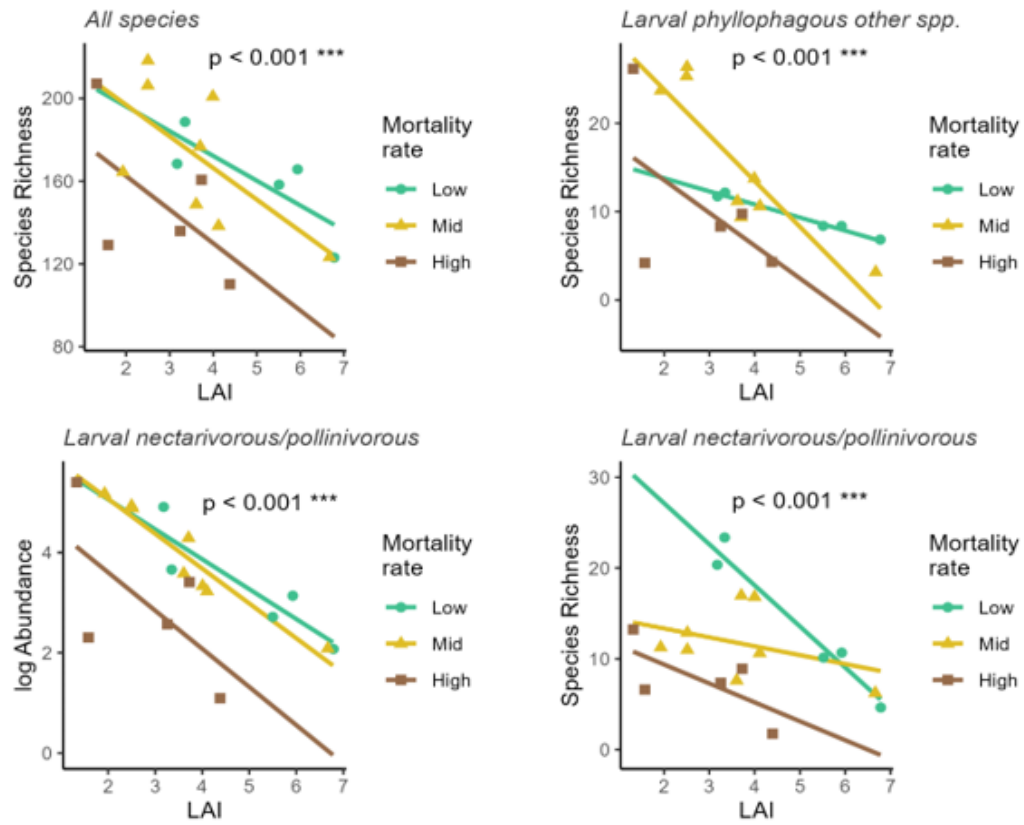 All species
p < 0.001 ***
Species Richness
200
160
120
80
2 3 4 5 6 7
LAI
Mortality
rate
Low
Mid
High
Larval phyllophagous other spp.
p < 0.001 ***
Species Richness
20
10
0
2 3 4 5 6 7
LAI
Mortality
rate
Low
Mid
High
Larval nectarivorous/pollinivorous
p < 0.001 ***
log Abundance
4
2
0
2 3 4 5 6 7
LAI
Mortality
rate
Low
Mid
High
Larval nectarivorous/pollinivorous
p < 0.001 ***
Species Richness
30
20
10
0
2 3 4 5 6 7
LAI
Mortality
rate
Low
Mid
High